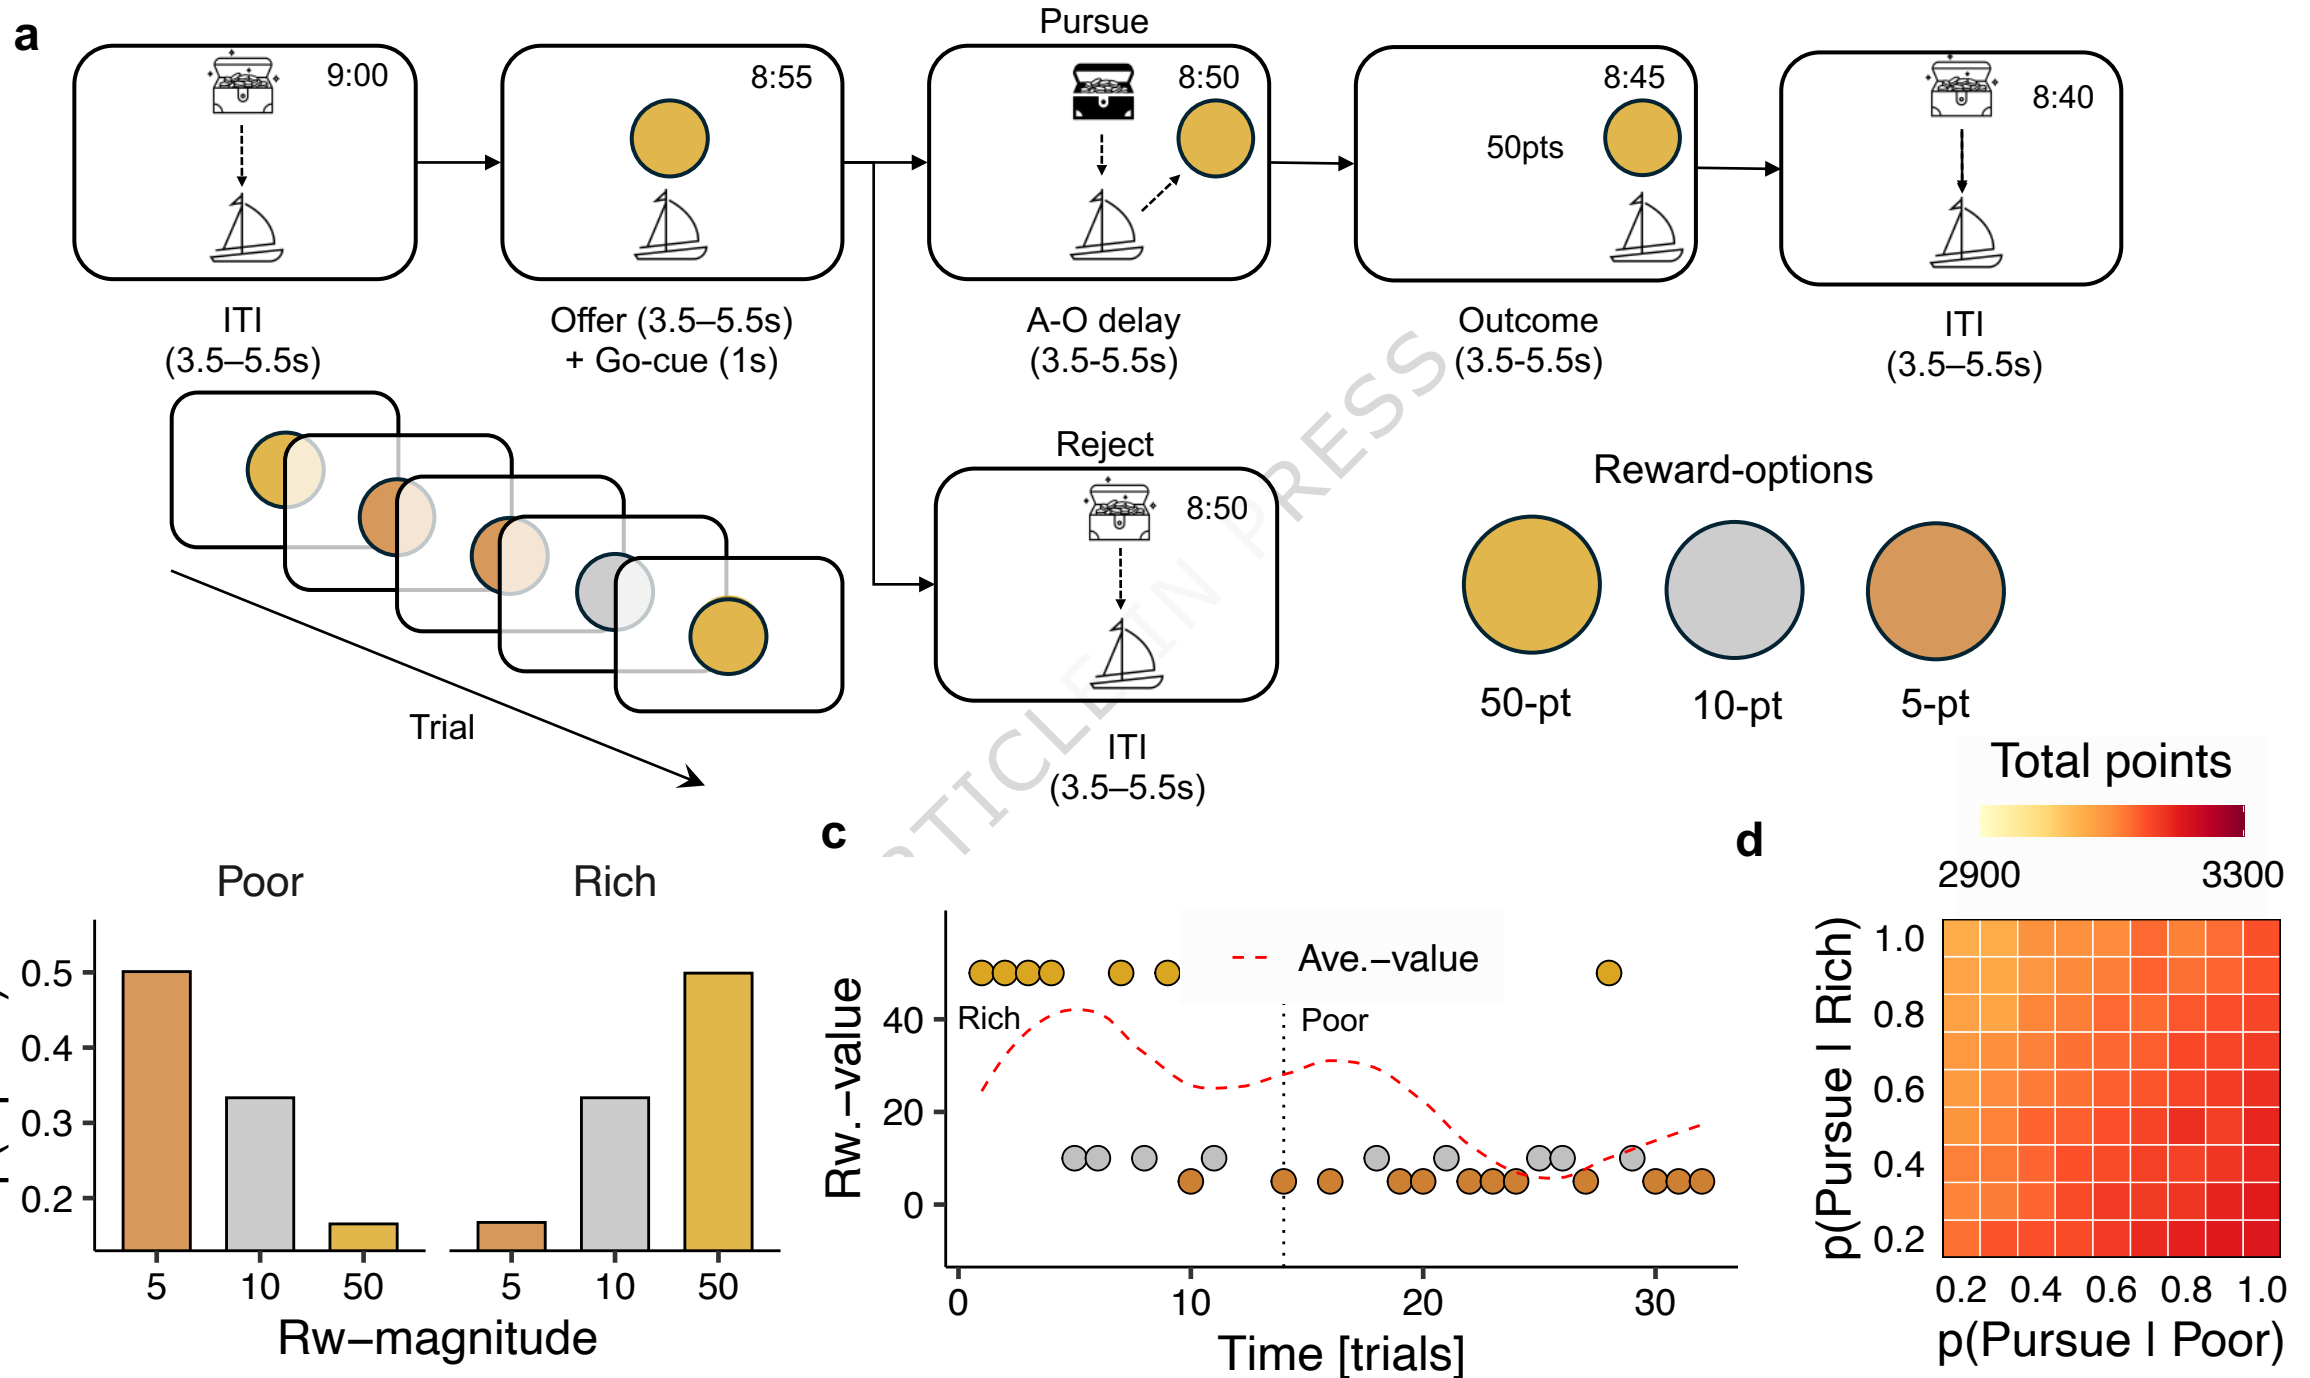 a
Pursue
9:00
8:55
8:50
8:45
50pts
8:40
ITI
(3.5–5.5s)
Offer (3.5–5.5s)
+ Go-cue (1s)
A-O delay
(3.5-5.5s)
Outcome
(3.5-5.5s)
ITI
(3.5–5.5s)
Reject
8:50
ITI
(3.5–5.5s)
Trial
Reward-options
50-pt
10-pt
5-pt
ARTICLE IN PRESS
Poor
Rich
0.5
0.4
0.3
0.2
5
10
50
5
10
50
Rw–magnitude
c
Ave.–value
Rich
Poor
Rw.–value
40
20
0
0
10
20
30
Time [trials]
d
Total points
2900
3300
p(Pursue | Rich)
1.0
0.8
0.6
0.4
0.2
0.2
0.4
0.6
0.8
1.0
p(Pursue | Poor)